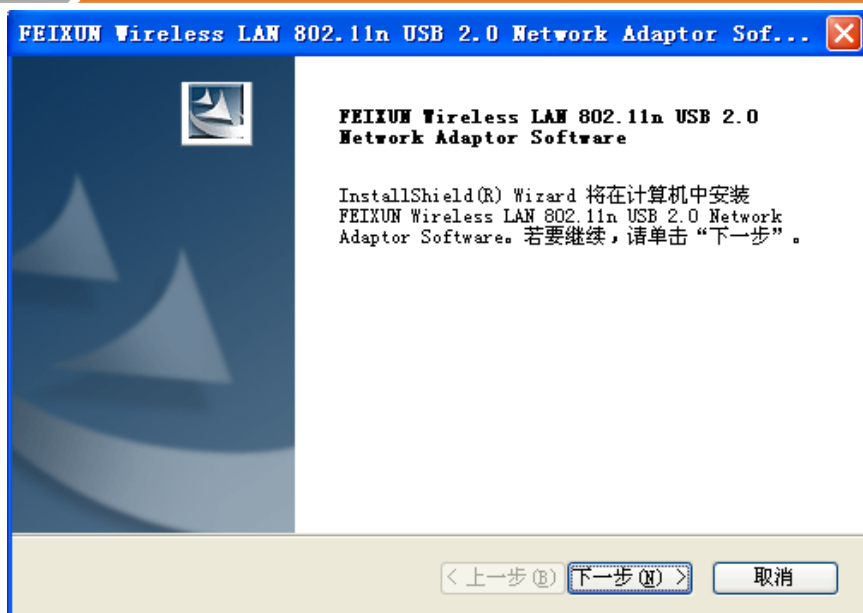 FEIXUN Wireless LAN 802.11n USB 2.0 Network Adaptor Sof...
FEIXUN Wireless LAN 802.11n USB 2.0
Network Adaptor Software
InstallShield(R) Wizard 将在计算机中安装
FEIXUN Wireless LAN 802.11n USB 2.0 Network
Adaptor Software。若要继续，请单击“下一步”。
< 上一步(B) 下一步(N) > 取消